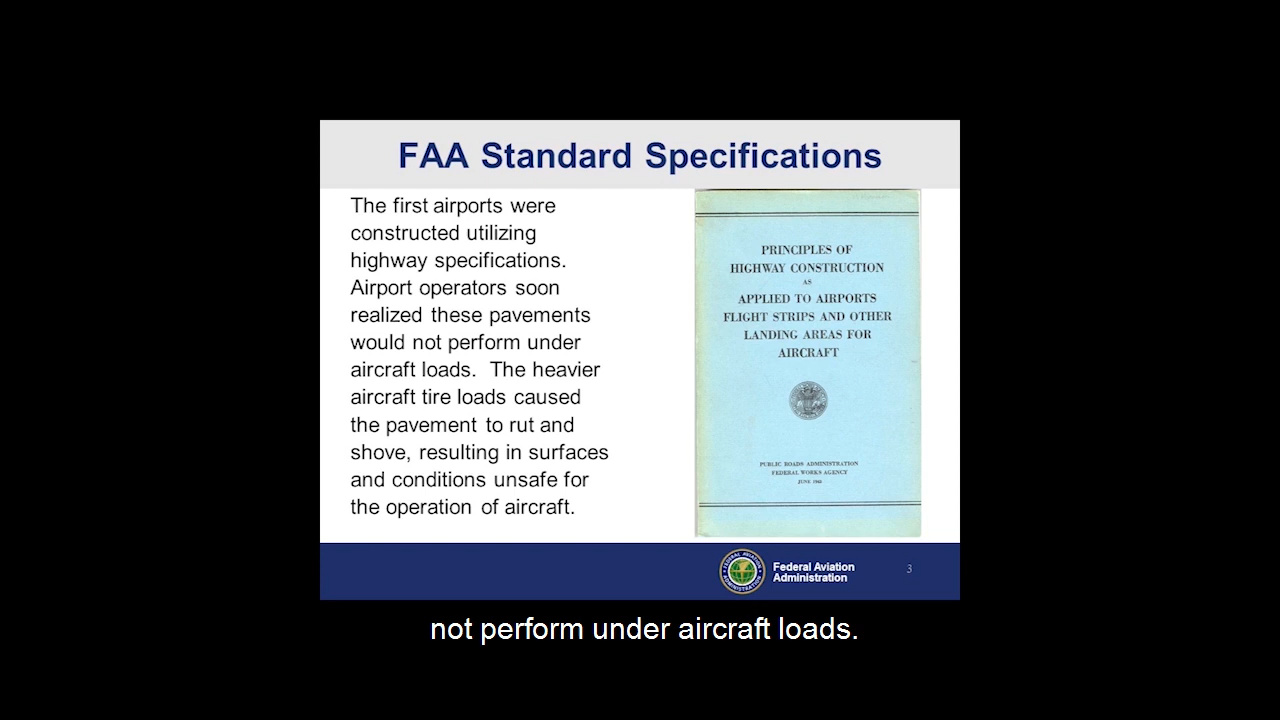 FAA Standard Specifications
The first airports were
constructed utilizing
highway specifications.
Airport operators soon
realized these pavements
would not perform under
aircraft loads.  The heavier
aircraft tire loads caused
the pavement to rut and
shove, resulting in surfaces
and conditions unsafe for
the operation of aircraft.
PRINCIPLES OF
HIGHWAY CONSTRUCTION
AS
APPLIED TO AIRPORTS
FLIGHT STRIPS AND OTHER
LANDING AREAS FOR
AIRCRAFT
PUBLIC ROADS ADMINISTRATION
FEDERAL WORKS AGENCY
JUNE
Federal Aviation
Administration
3
not perform under aircraft loads.